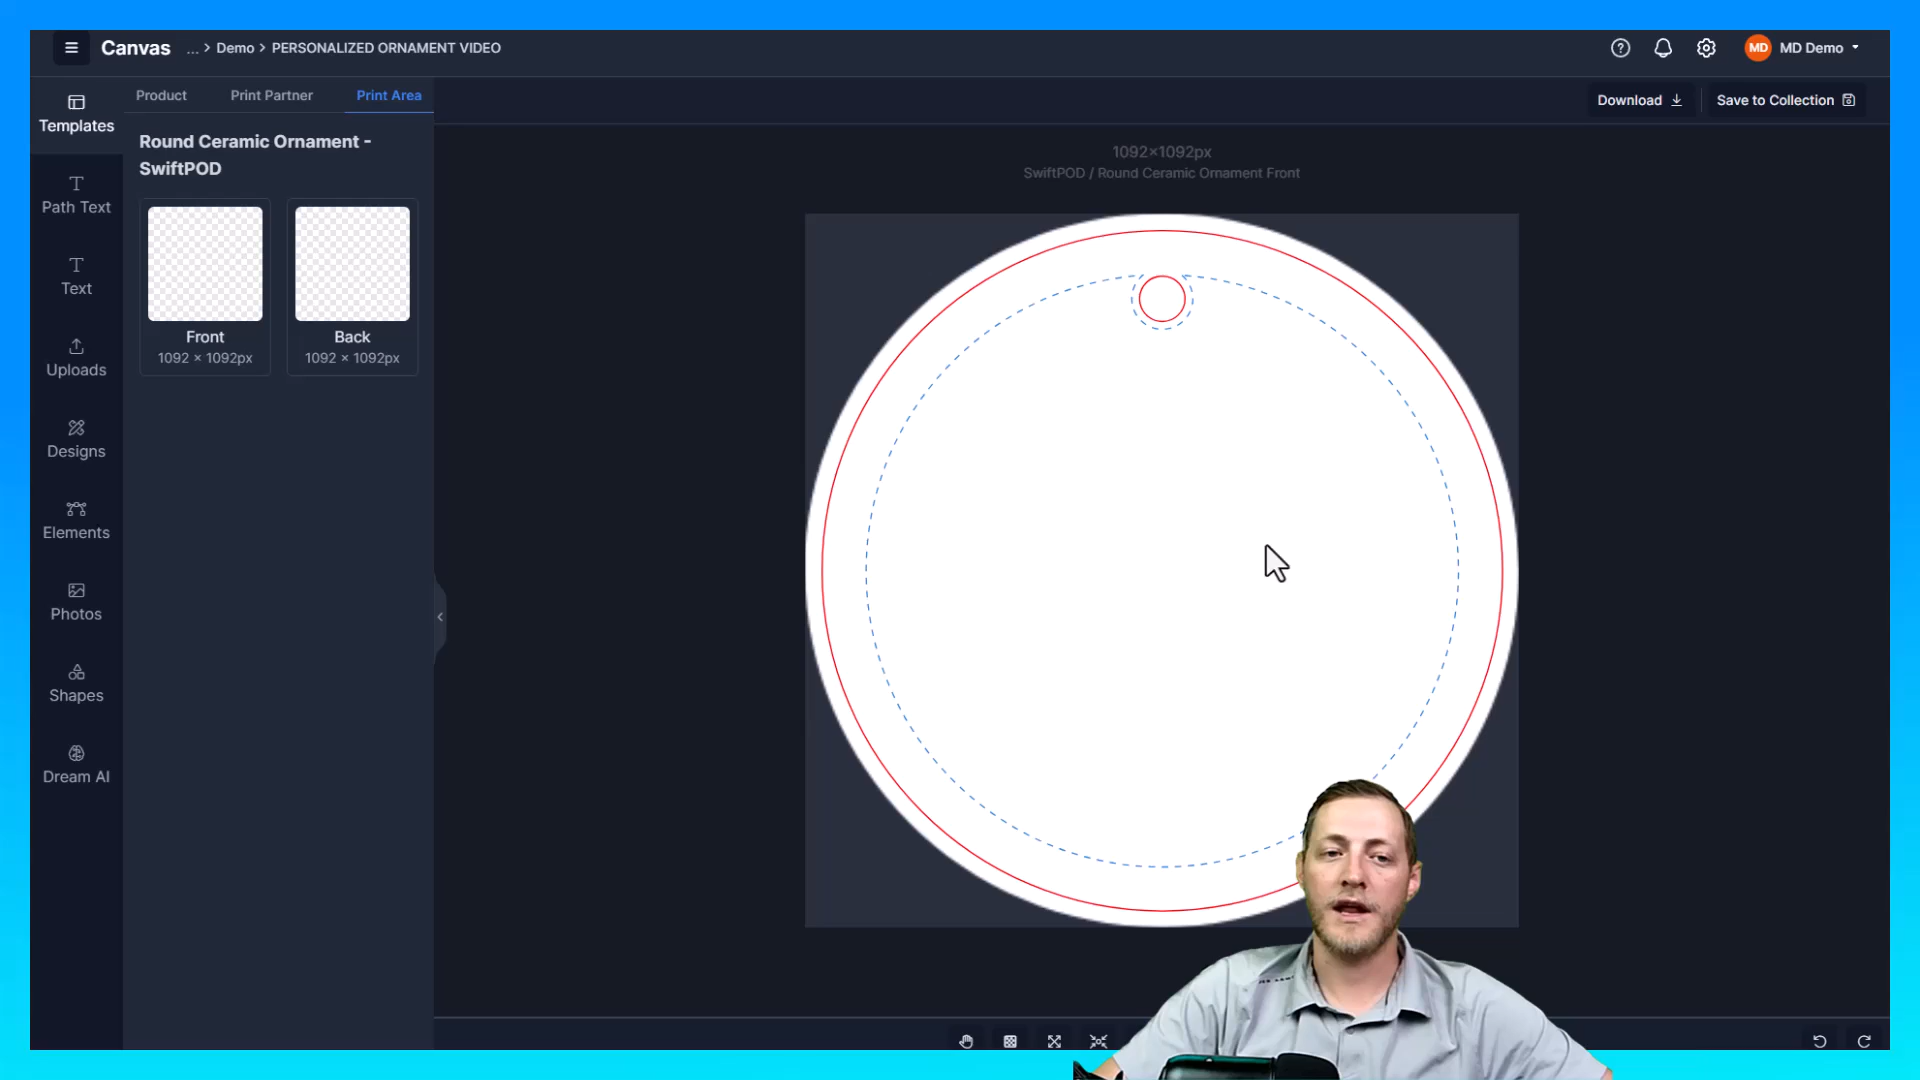 Canvas ... > Demo > PERSONALIZED ORNAMENT VIDEO
MD MD Demo
Templates
Path Text
Text
Uploads
Designs
Elements
Photos
Shapes
Dream AI
Product Print Partner Print Area
Round Ceramic Ornament -
SwiftPOD
Front Back
1092 × 1092px 1092 × 1092px
Download Save to Collection
1092×1092px
SwiftPOD / Round Ceramic Ornament Front